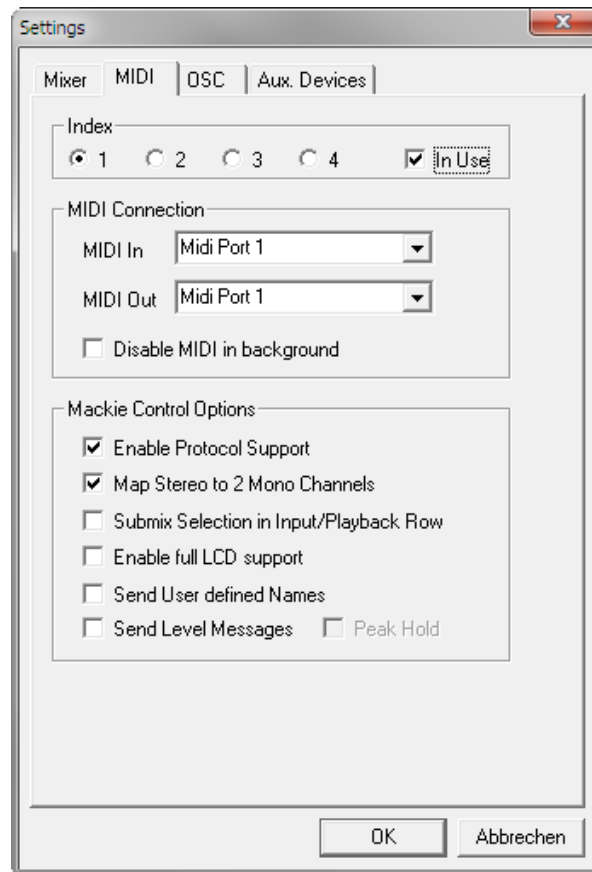 Settings
Mixer MIDI OSC Aux. Devices
Index
1 2 3 4 In Use
MIDI Connection
MIDI In Midi Port 1
MIDI Out Midi Port 1
Disable MIDI in background
Mackie Control Options
Enable Protocol Support
Map Stereo to 2 Mono Channels
Submix Selection in Input/Playback Row
Enable full LCD support
Send User defined Names
Send Level Messages Peak Hold
OK Abbrechen